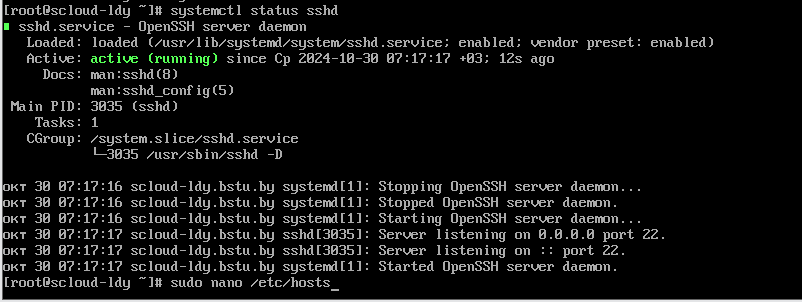 [root@scloud-ldy ~]# systemctl status sshd
■ sshd.service - OpenSSH server daemon
   Loaded: loaded (/usr/lib/systemd/system/sshd.service; enabled; vendor preset: enabled)
   Active: active (running) since Ср 2024-10-30 07:17:17 +03; 12s ago
     Docs: man:sshd(8)
           man:sshd_config(5)
 Main PID: 3035 (sshd)
    Tasks: 1
   CGroup: /system.slice/sshd.service
           └─3035 /usr/sbin/sshd -D
окт 30 07:17:16 scloud-ldy.bstu.by systemd[1]: Stopping OpenSSH server daemon...
окт 30 07:17:16 scloud-ldy.bstu.by systemd[1]: Stopped OpenSSH server daemon.
окт 30 07:17:16 scloud-ldy.bstu.by systemd[1]: Starting OpenSSH server daemon...
окт 30 07:17:17 scloud-ldy.bstu.by sshd[3035]: Server listening on 0.0.0.0 port 22.
окт 30 07:17:17 scloud-ldy.bstu.by sshd[3035]: Server listening on :: port 22.
окт 30 07:17:17 scloud-ldy.bstu.by systemd[1]: Started OpenSSH server daemon.
[root@scloud-ldy ~]# sudo nano /etc/hosts_